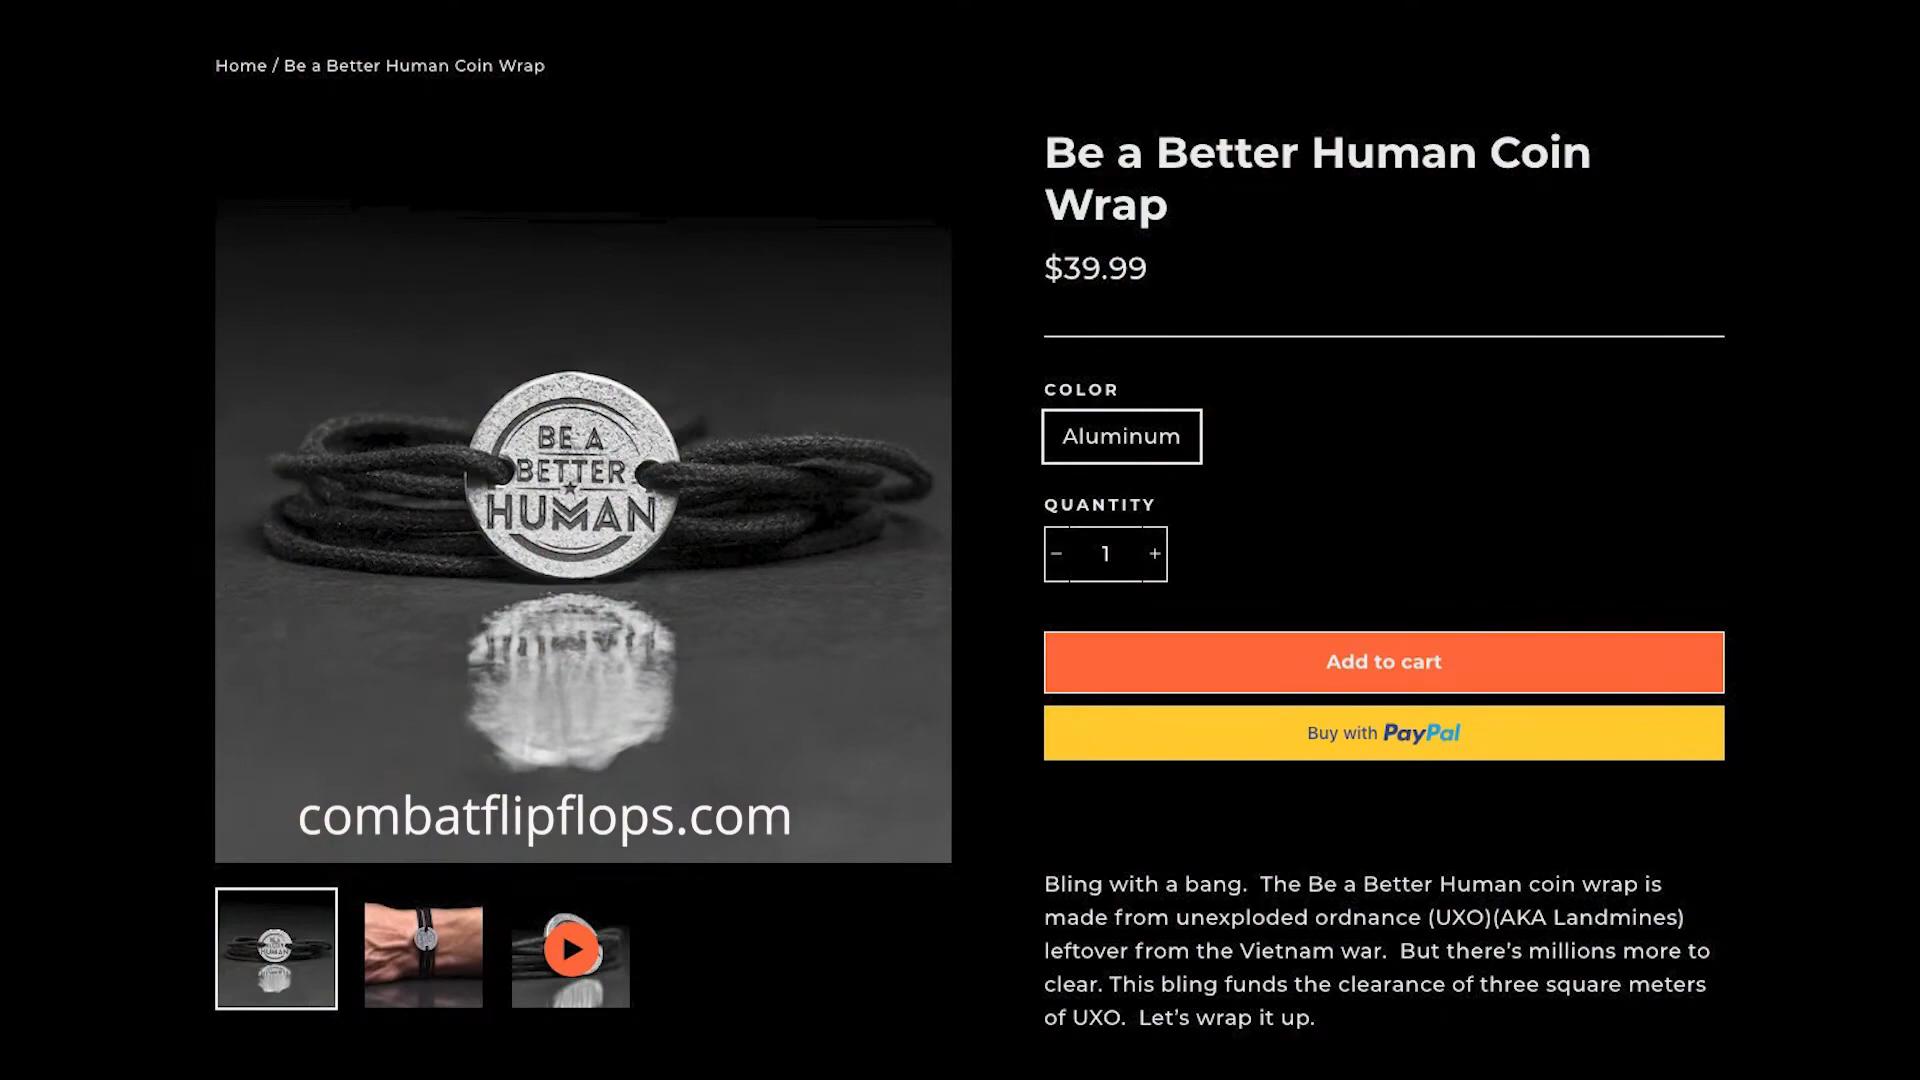 Home / Be a Better Human Coin Wrap
BE A
BETTER
HUMAN
combatflipflops.com
Be a Better Human Coin
Wrap
$39.99
COLOR
Aluminum
QUANTITY
− 1 +
Add to cart
Buy with PayPal
Bling with a bang.  The Be a Better Human coin wrap is
made from unexploded ordnance (UXO)(AKA Landmines)
leftover from the Vietnam war.  But there's millions more to
clear. This bling funds the clearance of three square meters
of UXO.  Let's wrap it up.